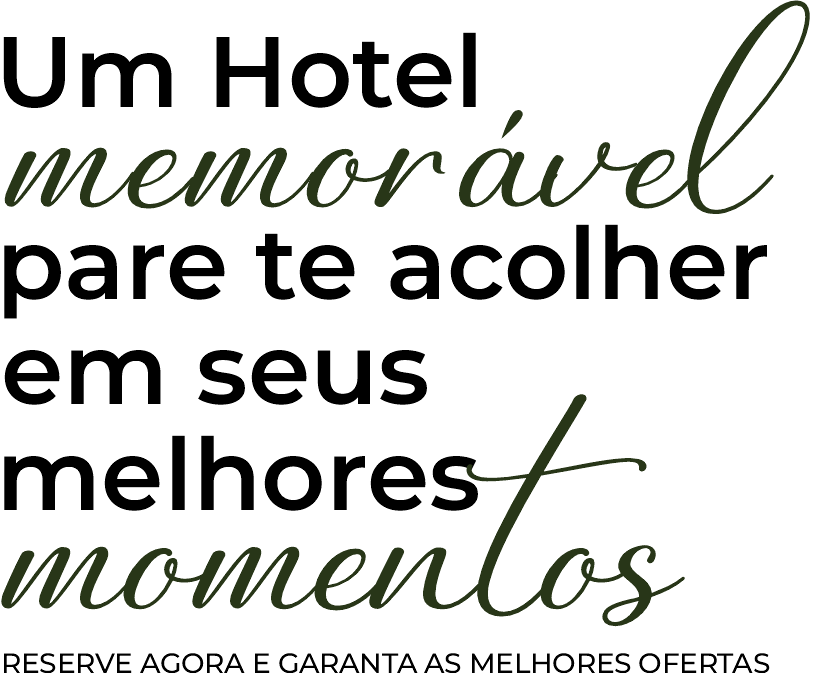 Um Hotel
memorável
pare te acolher
em seus
melhores
momentos
RESERVE AGORA E GARANTA AS MELHORES OFERTAS